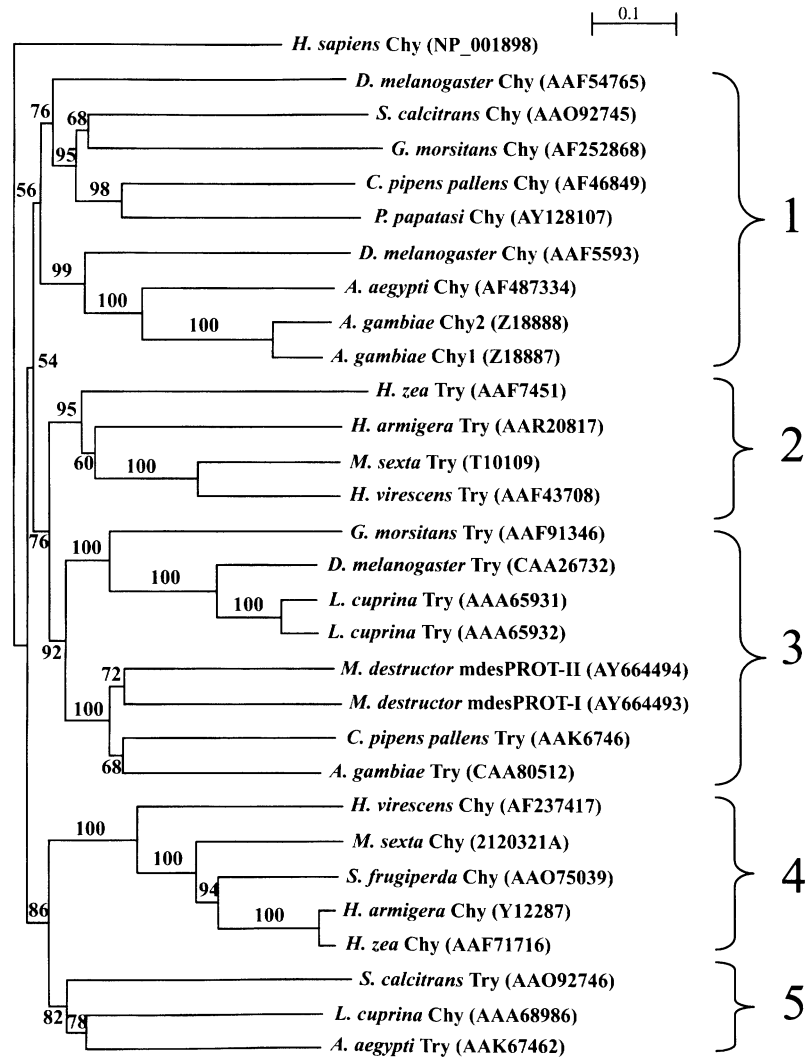 0.1
H. sapiens Chy (NP_001898)
D. melanogaster Chy (AAF54765)
76
68
S. calcitrans Chy (AAO92745)
G. morsitans Chy (AF252868)
95
C. pipens pallens Chy (AF46849)
98
56
P. papatasi Chy (AY128107)
1
D. melanogaster Chy (AAF5593)
99
A. aegypti Chy (AF487334)
100
A. gambiae Chy2 (Z18888)
100
A. gambiae Chy1 (Z18887)
54
H. zea Try (AAF7451)
95
H. armigera Try (AAR20817)
2
60
M. sexta Try (T10109)
100
H. virescens Try (AAF43708)
G. morsitans Try (AAF91346)
76
100
D. melanogaster Try (CAA26732)
100
L. cuprina Try (AAA65931)
100
L. cuprina Try (AAA65932)
92
3
M. destructor mdesPROT-II (AY664494)
72
M. destructor mdesPROT-I (AY664493)
100
C. pipens pallens Try (AAK6746)
68
A. gambiae Try (CAA80512)
H. virescens Chy (AF237417)
100
M. sexta Chy (2120321A)
100
S. frugiperda Chy (AAO75039)
4
94
H. armigera Chy (Y12287)
86
100
H. zea Chy (AAF71716)
S. calcitrans Try (AAO92746)
5
82
L. cuprina Chy (AAA68986)
78
A. aegypti Try (AAK67462)